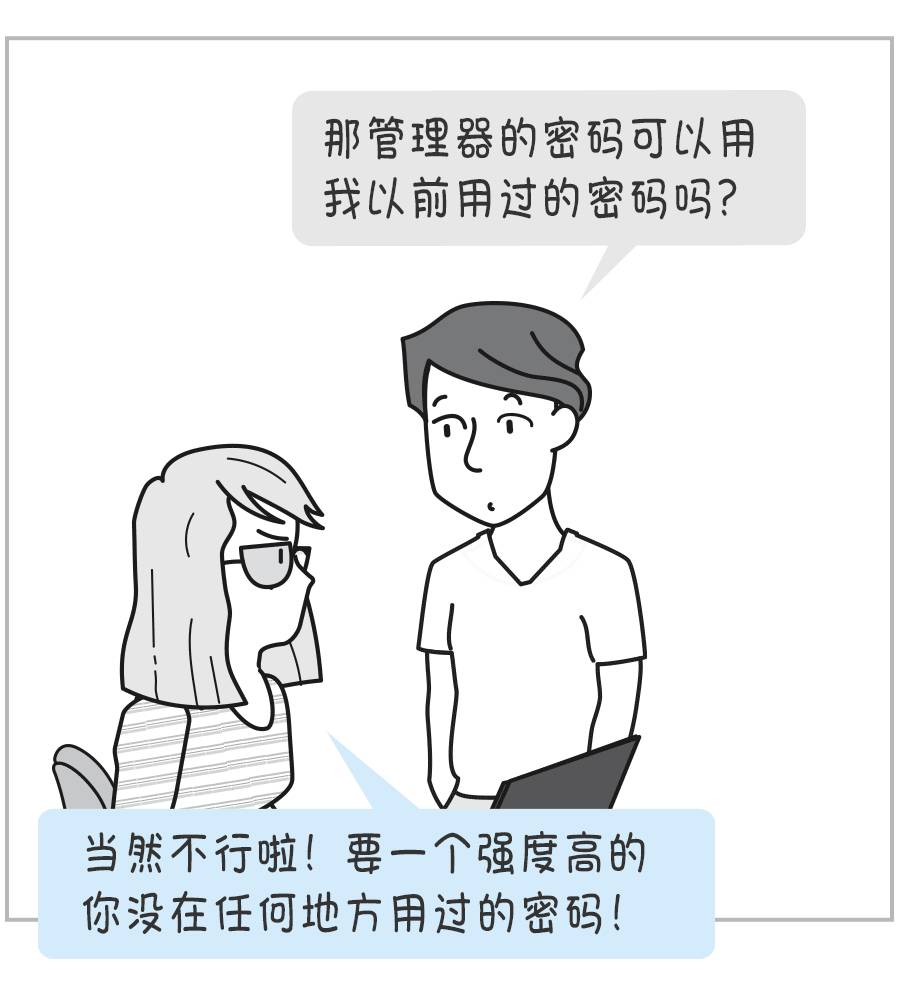 那管理器的密码可以用
我以前用过的密码吗？
当然不行啦！要一个强度高的
你没在任何地方用过的密码！